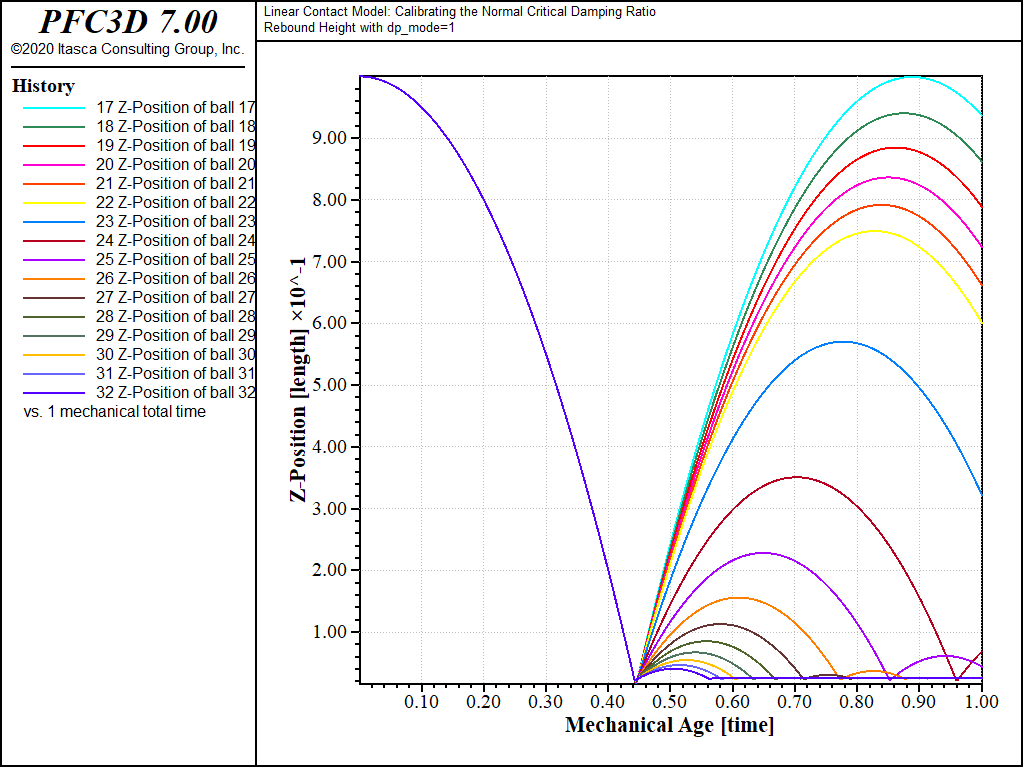 PFC3D 7.00
©2020 Itasca Consulting Group, Inc.
History
17 Z-Position of ball 17
18 Z-Position of ball 18
19 Z-Position of ball 19
20 Z-Position of ball 20
21 Z-Position of ball 21
22 Z-Position of ball 22
23 Z-Position of ball 23
24 Z-Position of ball 24
25 Z-Position of ball 25
26 Z-Position of ball 26
27 Z-Position of ball 27
28 Z-Position of ball 28
29 Z-Position of ball 29
30 Z-Position of ball 30
31 Z-Position of ball 31
32 Z-Position of ball 32
vs. 1 mechanical total time
Linear Contact Model: Calibrating the Normal Critical Damping Ratio
Rebound Height with dp_mode=1
Z-Position [length] ×10^-1
9.00
8.00
7.00
6.00
5.00
4.00
3.00
2.00
1.00
0.10 0.20 0.30 0.40 0.50 0.60 0.70 0.80 0.90 1.00
Mechanical Age [time]